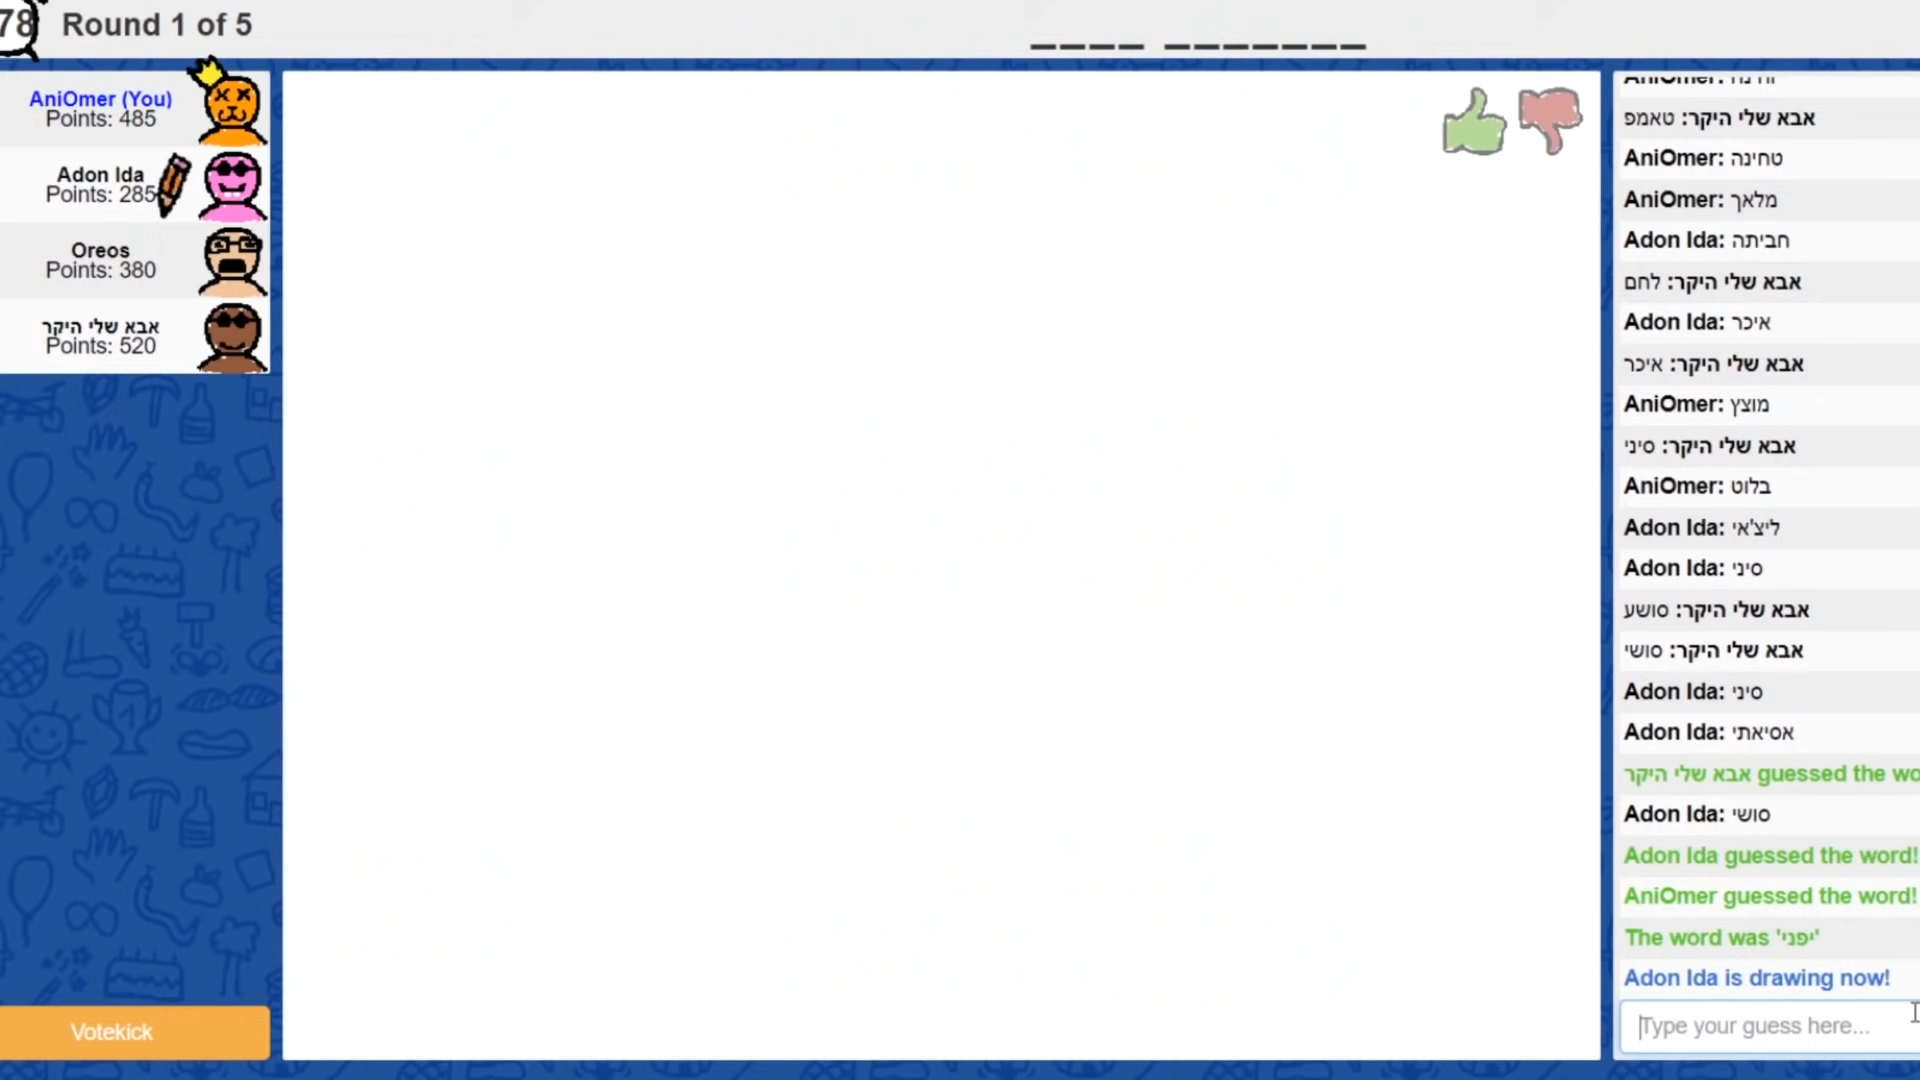 78
Round 1 of 5
____ _______
AniOmer (You)
Points: 485
Adon Ida
Points: 285
Oreos
Points: 380
אבא שלי היקר
Points: 520
Votekick
AniOmer:
אבא שלי היקר: טאמפ
AniOmer: טחינה
AniOmer: מלאך
Adon Ida: חביתה
אבא שלי היקר: לחם
Adon Ida: איכר
אבא שלי היקר: איכר
AniOmer: מוצץ
אבא שלי היקר: סיני
AniOmer: בלוט
Adon Ida: ליצ'אי
Adon Ida: סיני
אבא שלי היקר: סושע
אבא שלי היקר: סושי
Adon Ida: סיני
Adon Ida: אסיאתי
אבא שלי היקר guessed the wo
Adon Ida: סושי
Adon Ida guessed the word!
AniOmer guessed the word!
The word was 'יפני'
Adon Ida is drawing now!
Type your guess here...